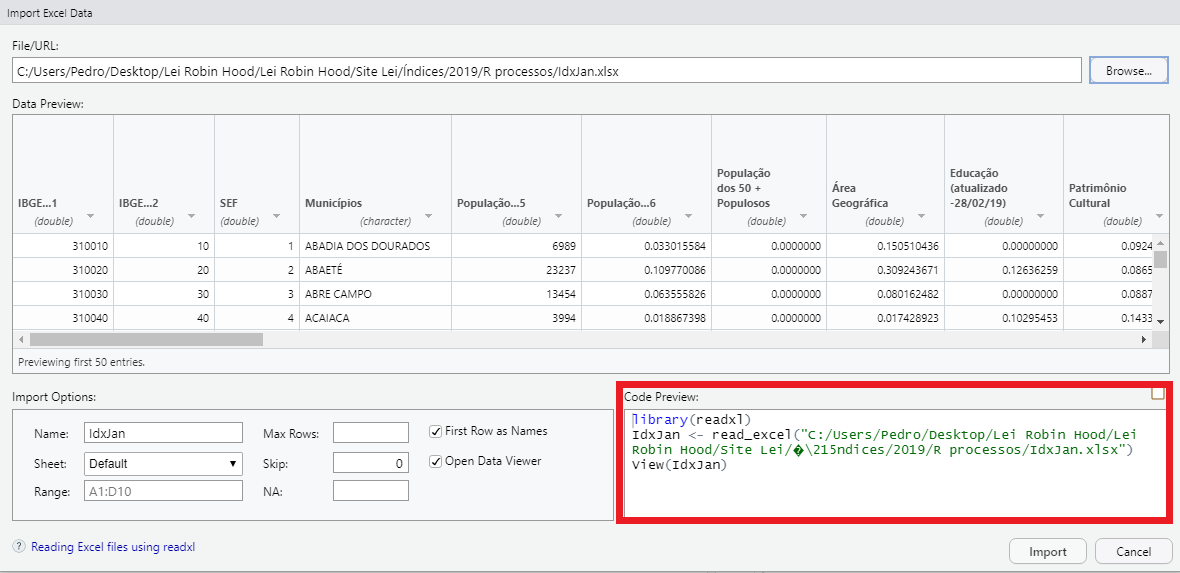 Import Excel Data
File/URL:
C:/Users/Pedro/Desktop/Lei Robin Hood/Lei Robin Hood/Site Lei/Índices/2019/R processos/IdxJan.xlsx
Browse...
Data Preview:
IBGE...1 (double)
IBGE...2 (double)
SEF (double)
Municípios (character)
População...5 (double)
População...6 (double)
População dos 50 + Populosos (double)
Área Geográfica (double)
Educação (atualizado -28/02/19) (double)
Patrimônio Cultural (double)
310010 10 1 ABADIA DOS DOURADOS 6989 0.033015584 0.0000000 0.150510436 0.00000000 0.0924
310020 20 2 ABAETÉ 23237 0.109770086 0.0000000 0.309243671 0.12636259 0.0865
310030 30 3 ABRE CAMPO 13454 0.063555826 0.0000000 0.080162482 0.00000000 0.0887
310040 40 4 ACAIACA 3994 0.018867398 0.0000000 0.017428923 0.10295453 0.1433
Previewing first 50 entries.
Import Options:
Name: IdxJan
Max Rows:
First Row as Names
Sheet: Default
Skip: 0
Open Data Viewer
Range: A1:D10
NA:
Code Preview:
library(readxl)
IdxJan <- read_excel("C:/Users/Pedro/Desktop/Lei Robin Hood/Lei
Robin Hood/Site Lei/�\215ndices/2019/R processos/IdxJan.xlsx")
View(IdxJan)
? Reading Excel files using readxl
Import
Cancel